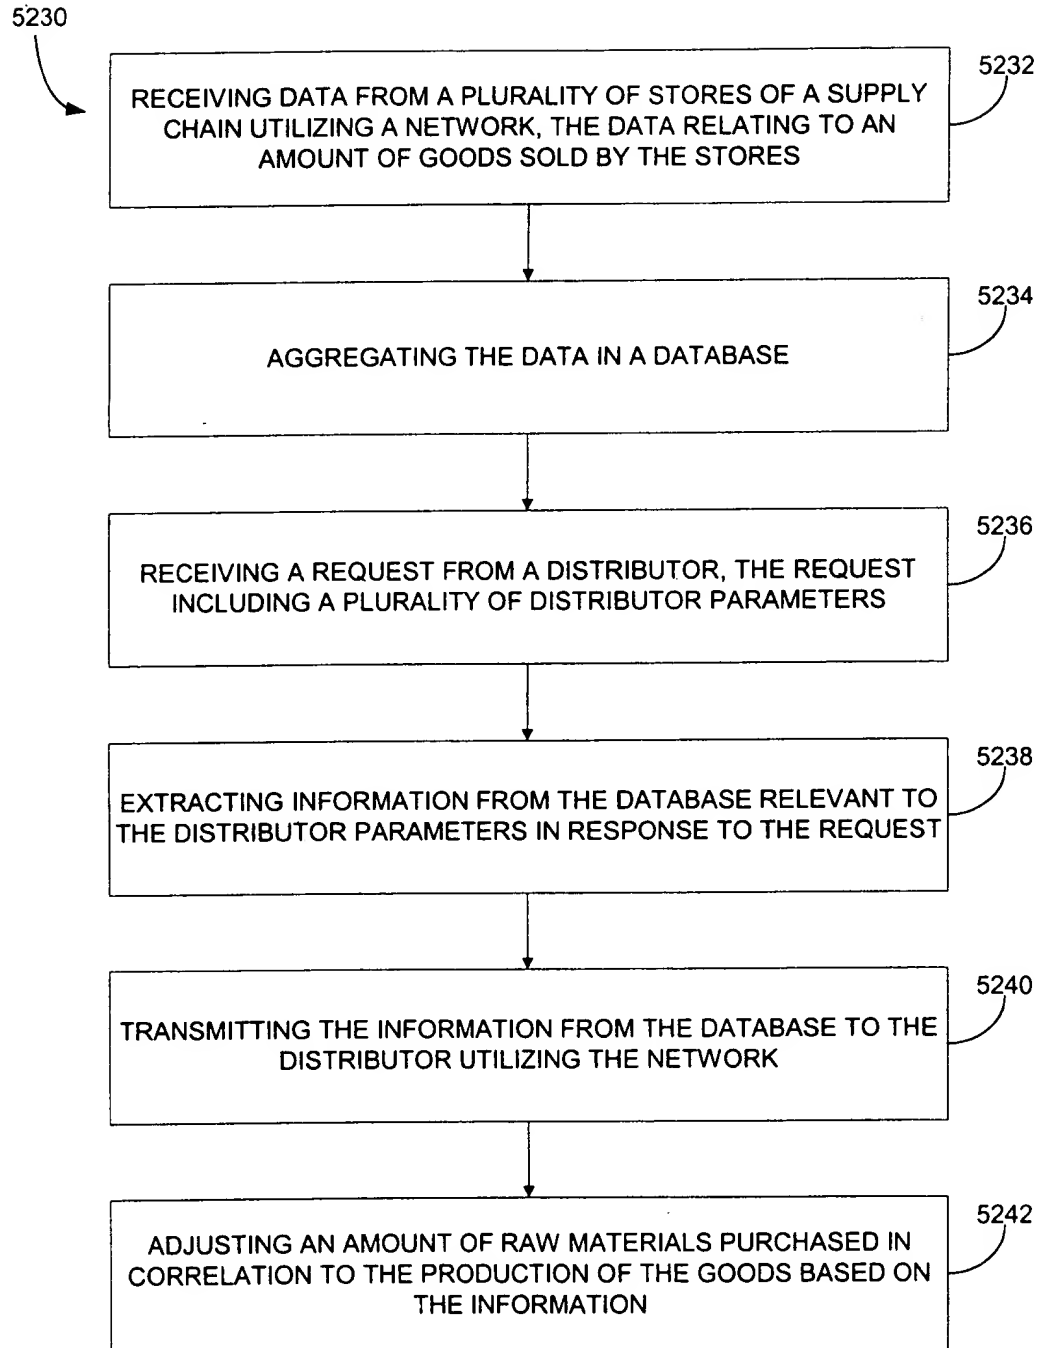 5230
5232
RECEIVING DATA FROM A PLURALITY OF STORES OF A SUPPLY
CHAIN UTILIZING A NETWORK, THE DATA RELATING TO AN
AMOUNT OF GOODS SOLD BY THE STORES
5234
AGGREGATING THE DATA IN A DATABASE
5236
RECEIVING A REQUEST FROM A DISTRIBUTOR, THE REQUEST
INCLUDING A PLURALITY OF DISTRIBUTOR PARAMETERS
5238
EXTRACTING INFORMATION FROM THE DATABASE RELEVANT TO
THE DISTRIBUTOR PARAMETERS IN RESPONSE TO THE REQUEST
5240
TRANSMITTING THE INFORMATION FROM THE DATABASE TO THE
DISTRIBUTOR UTILIZING THE NETWORK
5242
ADJUSTING AN AMOUNT OF RAW MATERIALS PURCHASED IN
CORRELATION TO THE PRODUCTION OF THE GOODS BASED ON
THE INFORMATION